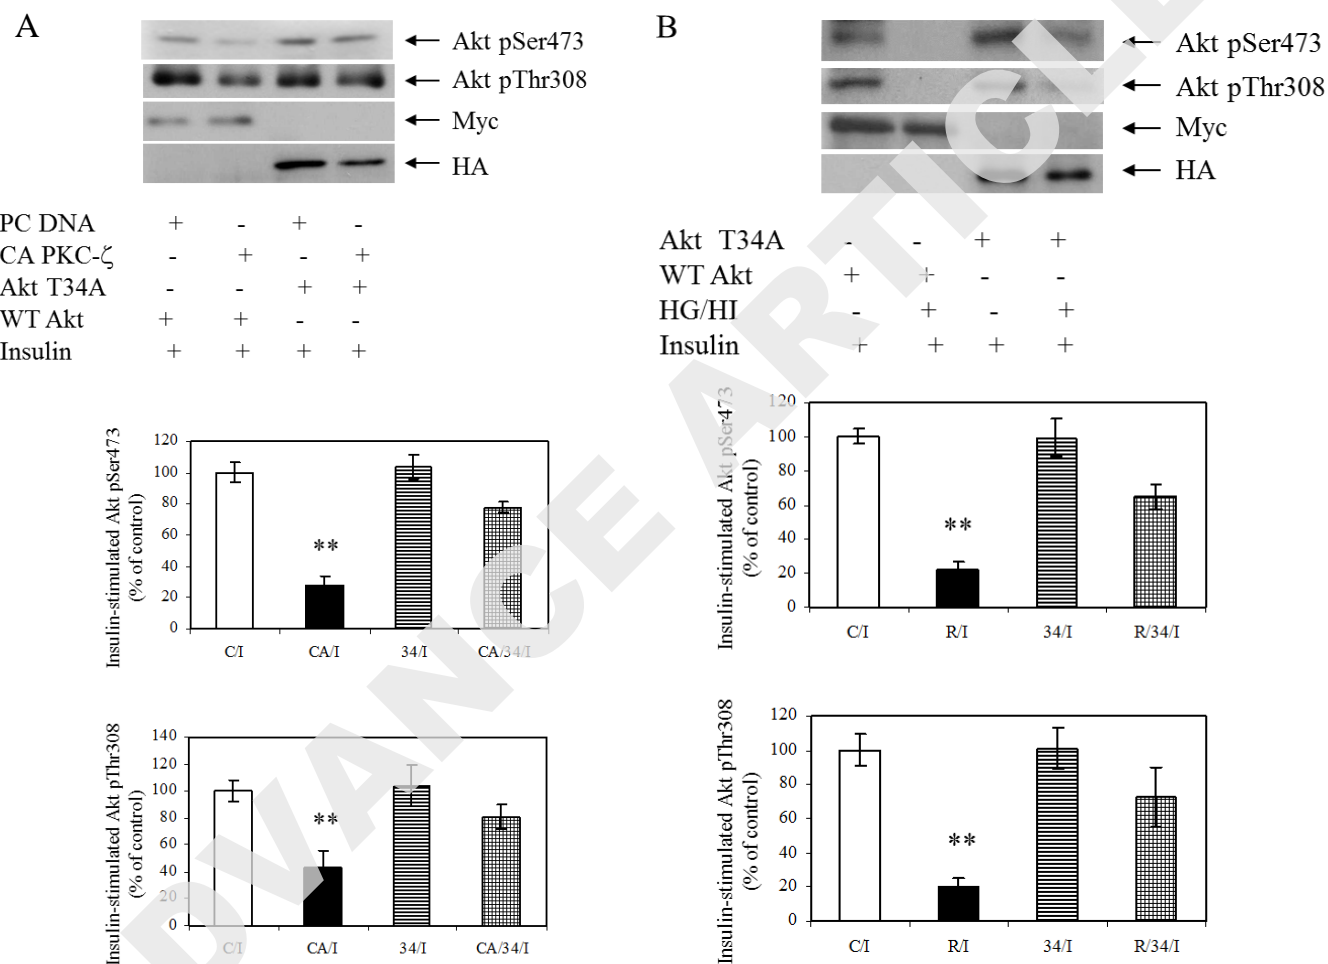 A
Akt pSer473
Akt pThr308
Myc
HA
PC DNA + - + -
CA PKC-ζ - + - +
Akt T34A - - + +
WT Akt + + - -
Insulin + + + +
Insulin-stimulated Akt pSer473
(% of control)
120
100
80
60
40
20
0
**
C/I CA/I 34/I CA/34/I
Insulin-stimulated Akt pThr308
(% of control)
140
120
100
80
60
40
20
0
**
C/I CA/I 34/I CA/34/I
B
Akt pSer473
Akt pThr308
Myc
HA
Akt T34A - - + +
WT Akt + + - -
HG/HI - + - +
Insulin + + + +
Insulin-stimulated Akt pSer473
(% of control)
120
100
80
60
40
20
0
**
C/I R/I 34/I R/34/I
Insulin-stimulated Akt pThr308
(% of control)
120
100
80
60
40
20
0
**
C/I R/I 34/I R/34/I
DVANCE ARTICLE